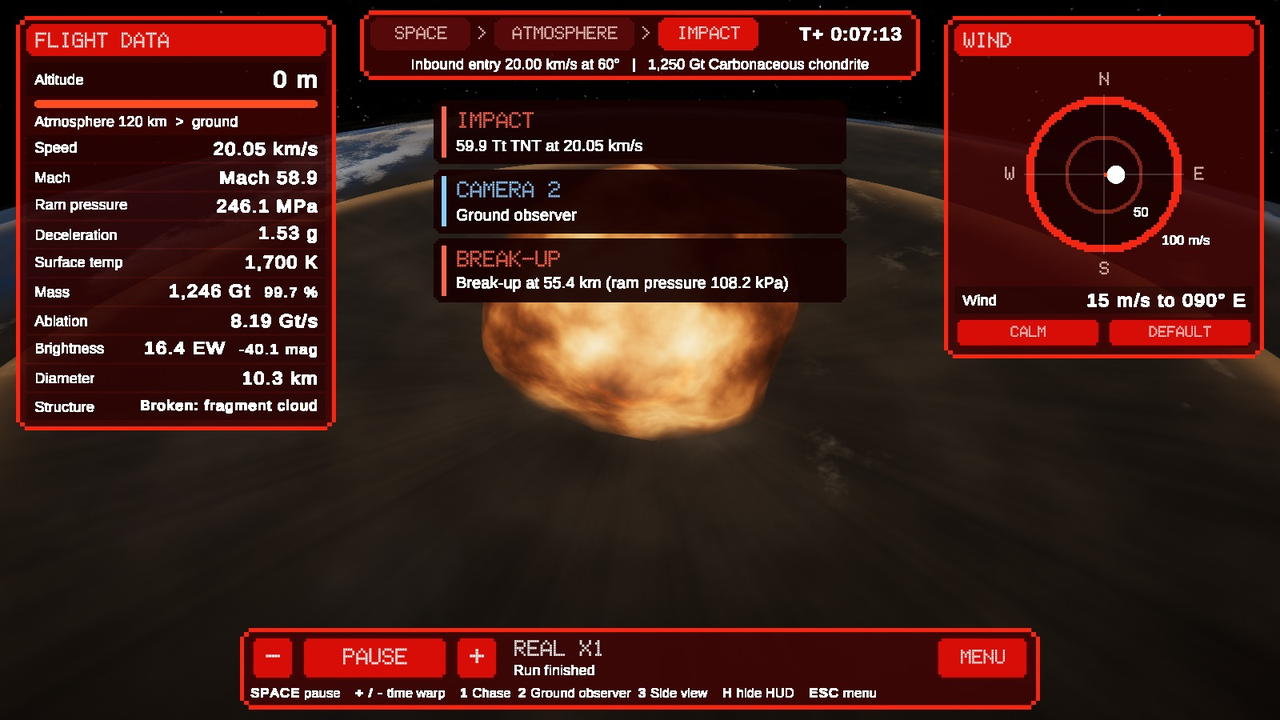 FLIGHT DATA
Altitude 0 m
Atmosphere 120 km > ground
Speed 20.05 km/s
Mach Mach 58.9
Ram pressure 246.1 MPa
Deceleration 1.53 g
Surface temp 1,700 K
Mass 1,246 Gt 99.7 %
Ablation 8.19 Gt/s
Brightness 16.4 EW -40.1 mag
Diameter 10.3 km
Structure Broken: fragment cloud
SPACE > ATMOSPHERE > IMPACT T+ 0:07:13
Inbound entry 20.00 km/s at 60° | 1,250 Gt Carbonaceous chondrite
IMPACT
59.9 Tt TNT at 20.05 km/s
CAMERA 2
Ground observer
BREAK-UP
Break-up at 55.4 km (ram pressure 108.2 kPa)
WIND
N
W E
50
100 m/s
S
Wind 15 m/s to 090° E
CALM DEFAULT
− PAUSE + REAL X1
Run finished
MENU
SPACE pause + / - time warp 1 Chase 2 Ground observer 3 Side view H hide HUD ESC menu